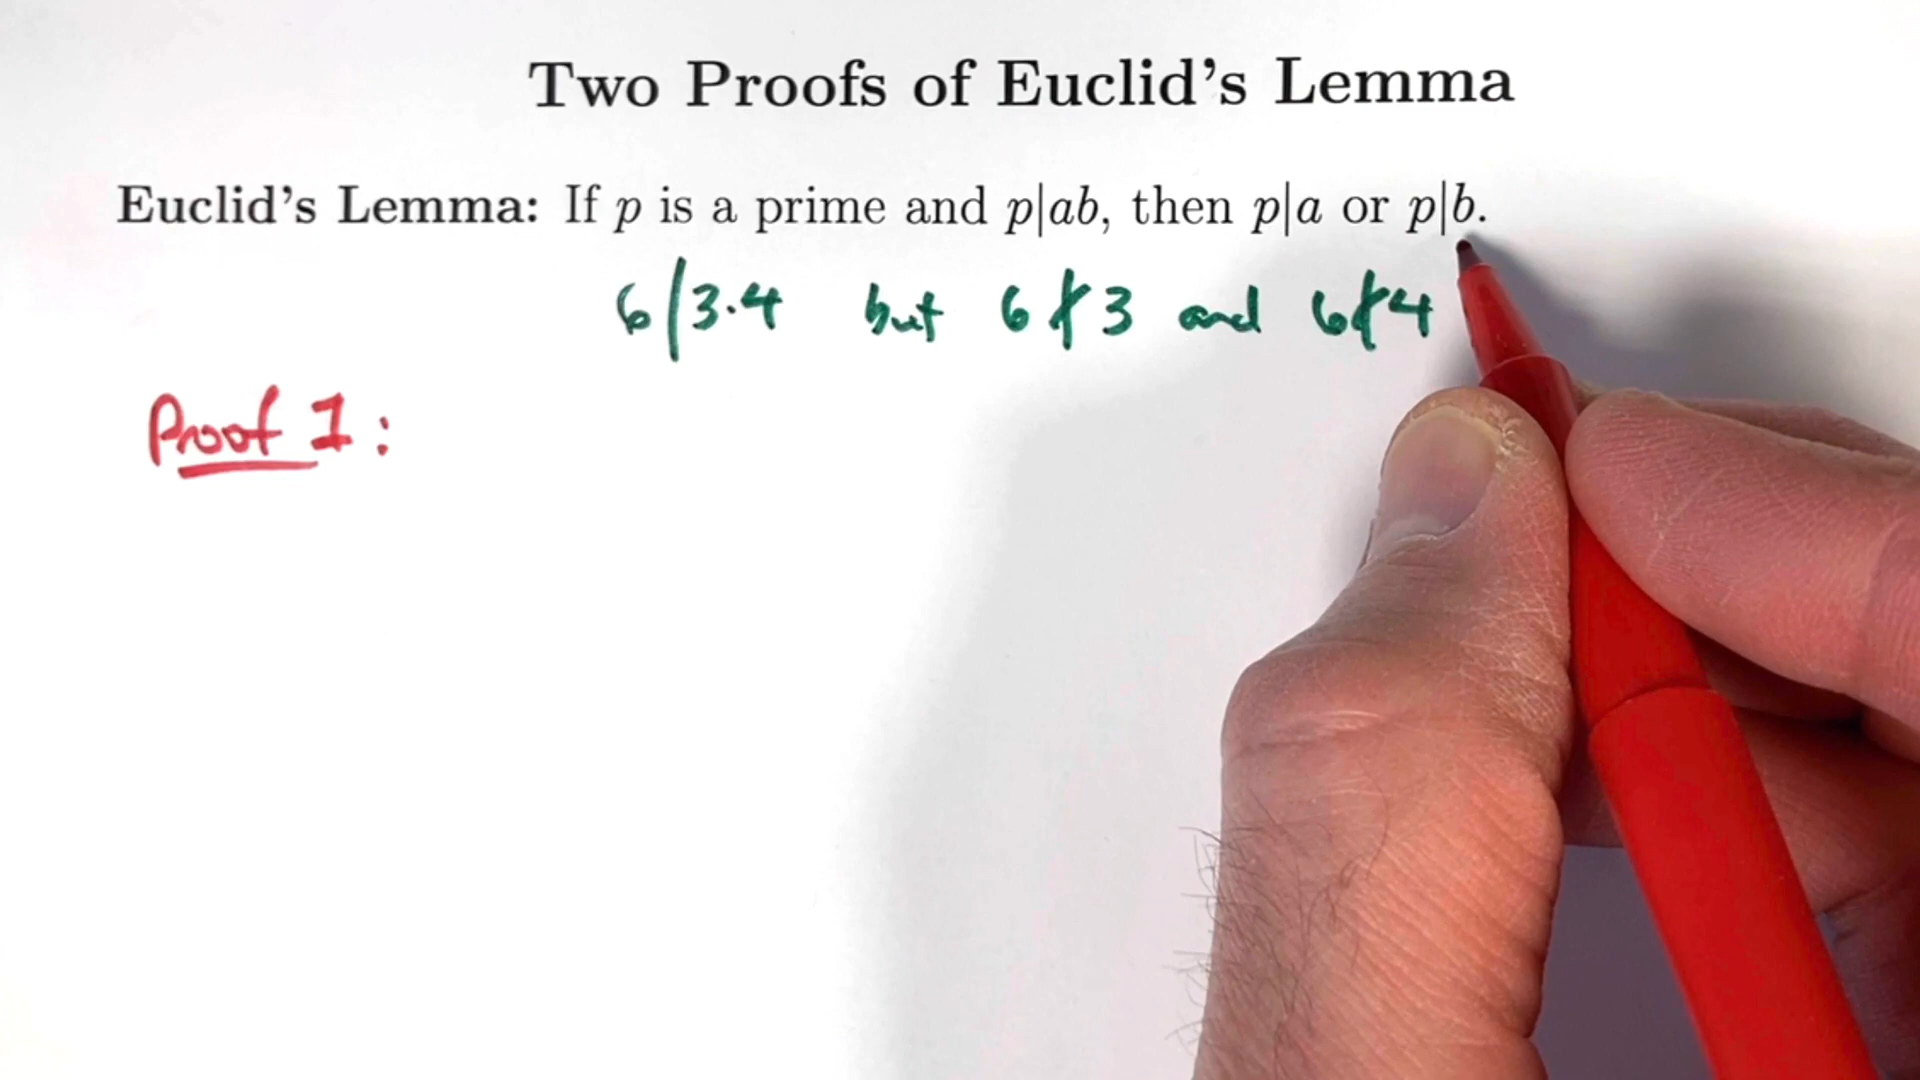 Two Proofs of Euclid's Lemma
Euclid's Lemma: If p is a prime and p|ab, then p|a or p|b.
6|3·4 but 6∤3 and 6∤4
Proof 1: